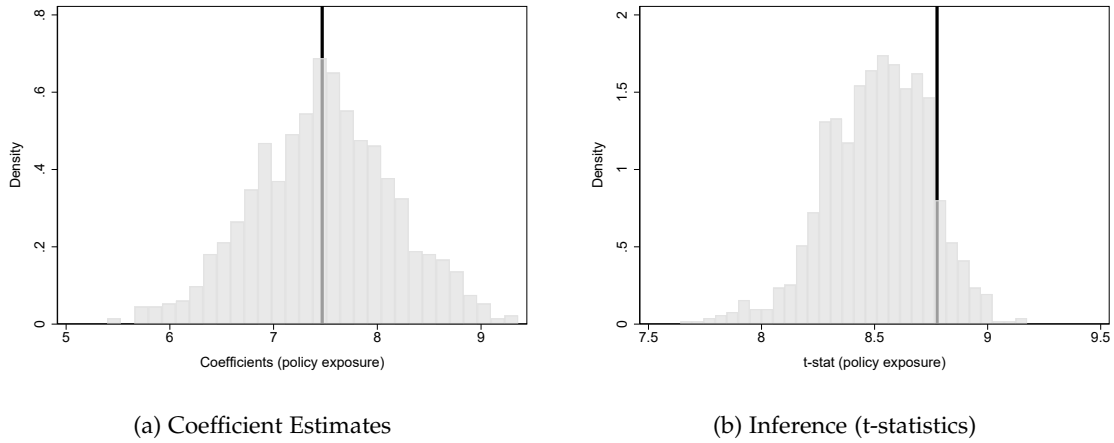 .8
.6
.4
.2
0
Density
5 6 7 8 9
Coefficients (policy exposure)
(a) Coefficient Estimates
2
1.5
1
.5
0
Density
7.5 8 8.5 9 9.5
t-stat (policy exposure)
(b) Inference (t-statistics)